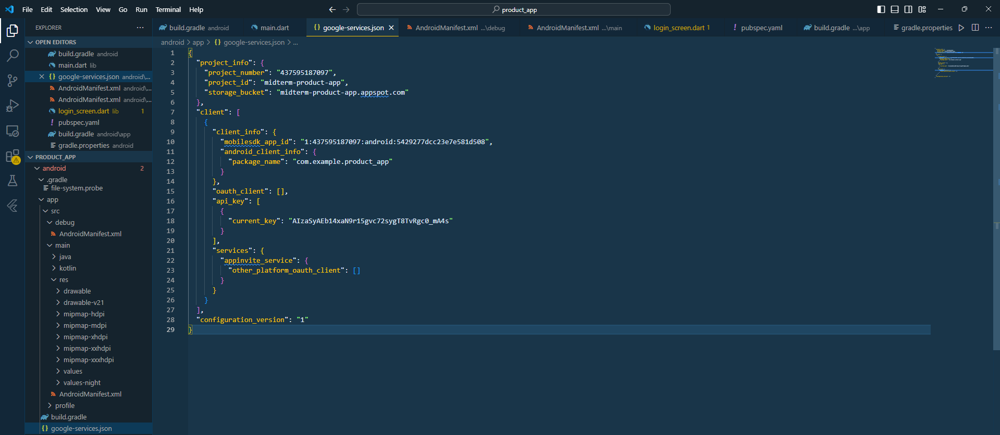 File Edit Selection View Go Run Terminal Help
product_app
EXPLORER
OPEN EDITORS
build.gradle android
main.dart lib
google-services.json android\...
AndroidManifest.xml android\...
AndroidManifest.xml android\...
login_screen.dart lib 1
pubspec.yaml
build.gradle android\app
gradle.properties android
PRODUCT_APP
android 2
.gradle
file-system.probe
app
src
debug
AndroidManifest.xml
main
java
kotlin
res
drawable
drawable-v21
mipmap-hdpi
mipmap-mdpi
mipmap-xhdpi
mipmap-xxhdpi
mipmap-xxxhdpi
values
values-night
AndroidManifest.xml
profile
build.gradle
google-services.json
build.gradle android main.dart google-services.json AndroidManifest.xml ...\debug AndroidManifest.xml ...\main login_screen.dart 1 pubspec.yaml build.gradle ...\app gradle.properties
android > app > {} google-services.json > ...
1 {
2 "project_info": {
3 "project_number": "437595187097",
4 "project_id": "midterm-product-app",
5 "storage_bucket": "midterm-product-app.appspot.com"
6 },
7 "client": [
8 {
9 "client_info": {
10 "mobilesdk_app_id": "1:437595187097:android:5429277dcc23e7e581d508",
11 "android_client_info": {
12 "package_name": "com.example.product_app"
13 }
14 },
15 "oauth_client": [],
16 "api_key": [
17 {
18 "current_key": "AIzaSyAEb14xaN9r15gvc72sygT8TvRgc0_mA4s"
19 }
20 ],
21 "services": {
22 "appinvite_service": {
23 "other_platform_oauth_client": []
24 }
25 }
26 }
27 ],
28 "configuration_version": "1"
29 }